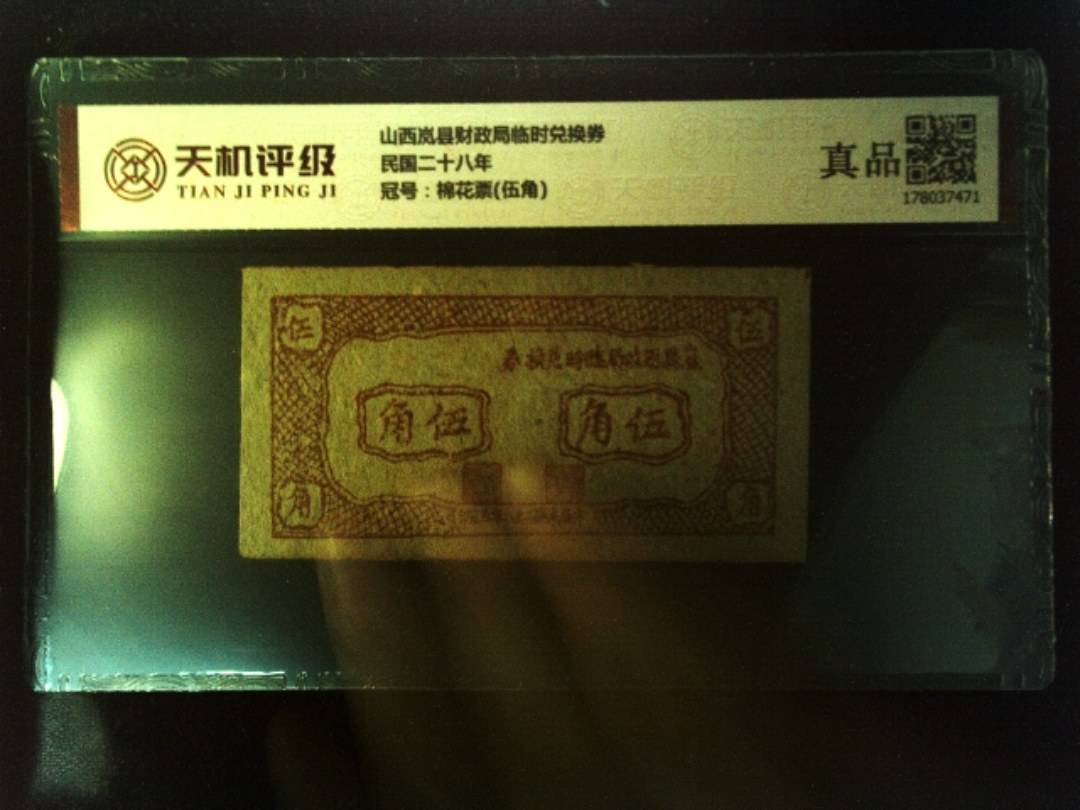 天机评级
TIAN JI PING JI
山西岚县财政局临时兑换券
民国二十八年
冠号：棉花票(伍角)
真品
178037471
伍
伍
角伍
角伍
角
角